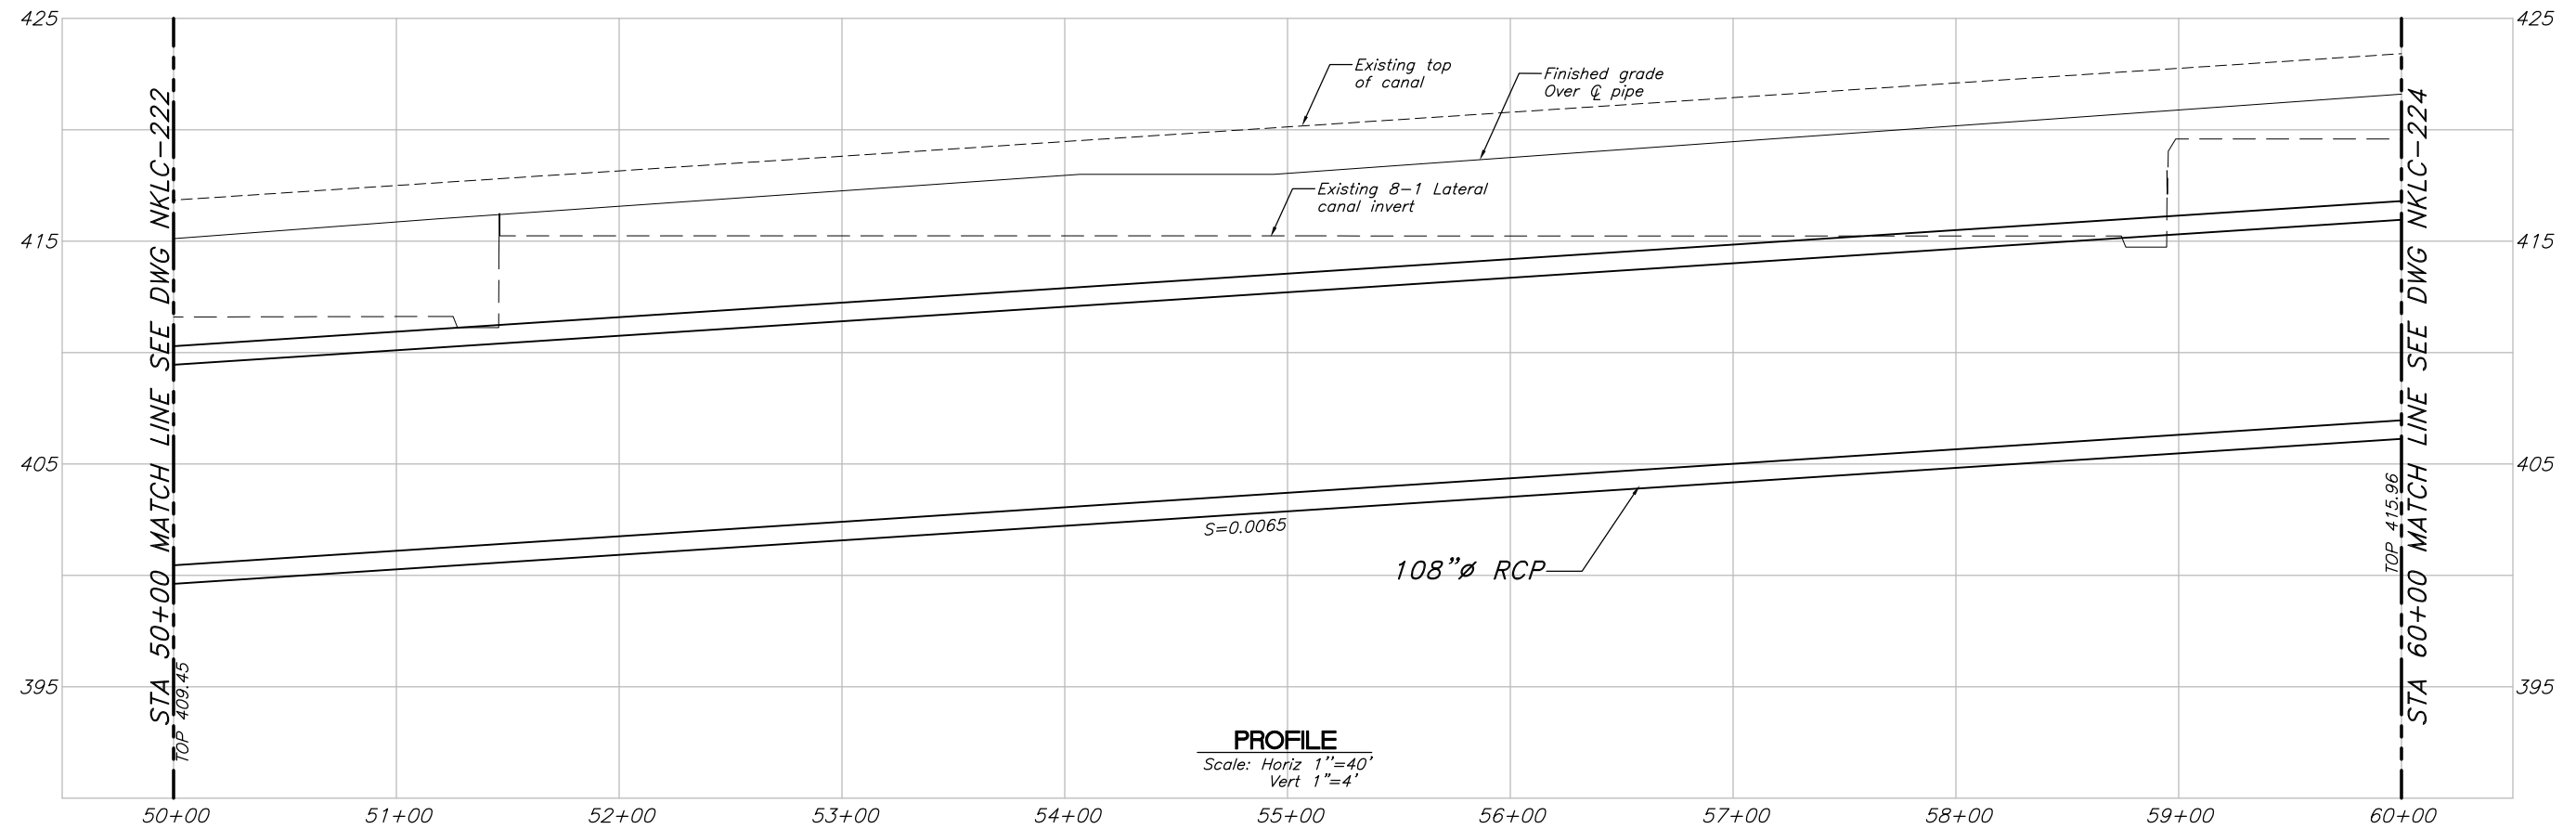 425
425
Existing top
of canal
Finished grade
Over ℄ pipe
Existing 8-1 Lateral
canal invert
415
415
405
405
S=0.0065
108"ø RCP
395
395
STA 50+00 MATCH LINE SEE DWG NKLC-222
TOP 409.45
TOP 415.96
STA 60+00 MATCH LINE SEE DWG NKLC-224
PROFILE
Scale: Horiz 1"=40'
Vert 1"=4'
50+00
51+00
52+00
53+00
54+00
55+00
56+00
57+00
58+00
59+00
60+00